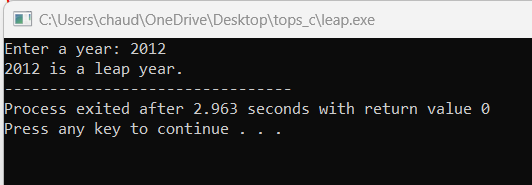 C:\Users\chaud\OneDrive\Desktop\tops_c\leap.exe
Enter a year: 2012
2012 is a leap year.
--------------------------------
Process exited after 2.963 seconds with return value 0
Press any key to continue . . .